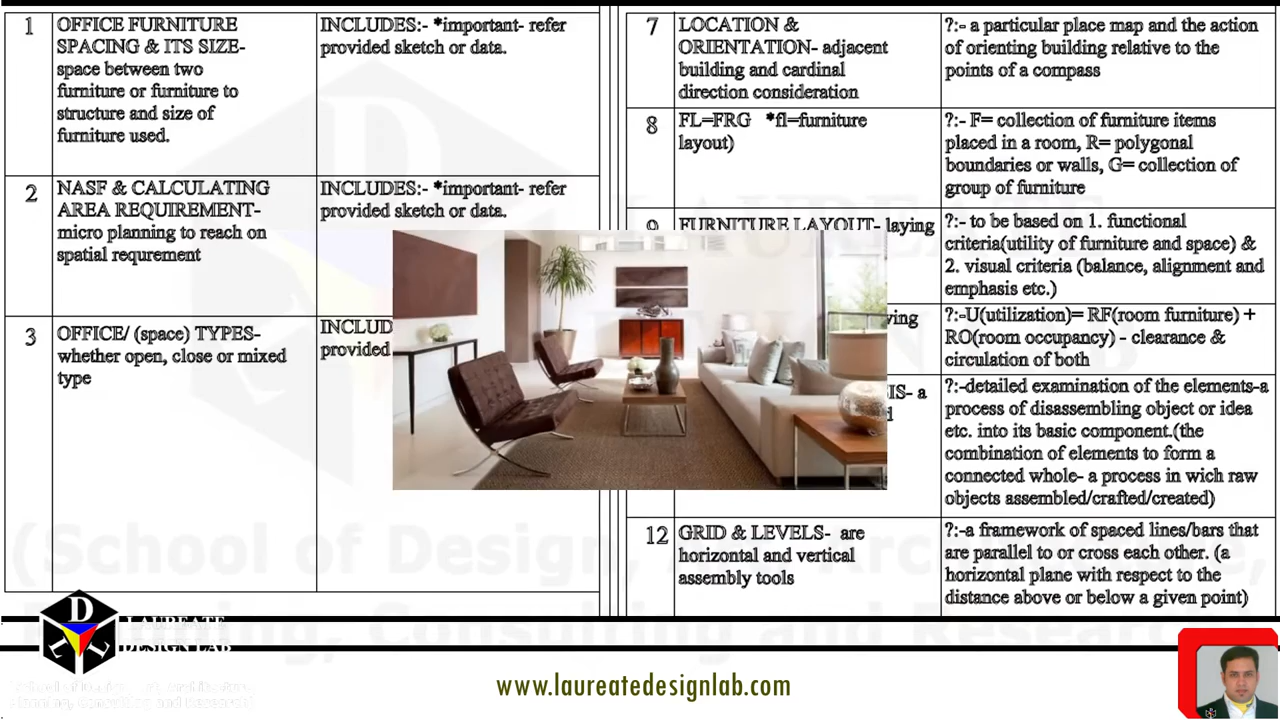 1
OFFICE FURNITURE
SPACING & ITS SIZE-
space between two
furniture or furniture to
structure and size of
furniture used.
INCLUDES:- *important- refer
provided sketch or data.
2
NASF & CALCULATING
AREA REQUIREMENT-
micro planning to reach on
spatial requrement
INCLUDES:- *important- refer
provided sketch or data.
3
OFFICE/ (space) TYPES-
whether open, close or mixed
type
INCLUD
provided
7
LOCATION &
ORIENTATION- adjacent
building and cardinal
direction consideration
?:- a particular place map and the action
of orienting building relative to the
points of a compass
8
FL=FRG *fl=furniture
layout)
?:- F= collection of furniture items
placed in a room, R= polygonal
boundaries or walls, G= collection of
group of furniture
9
FURNITURE LAYOUT- laying
?:- to be based on 1. functional
criteria(utility of furniture and space) &
2. visual criteria (balance, alignment and
emphasis etc.)
ying
?:-U(utilization)= RF(room furniture) +
RO(room occupancy) - clearance &
circulation of both
IS- a
?:-detailed examination of the elements-a
process of disassembling object or idea
etc. into its basic component.(the
combination of elements to form a
connected whole- a process in wich raw
objects assembled/crafted/created)
12
GRID & LEVELS- are
horizontal and vertical
assembly tools
?:-a framework of spaced lines/bars that
are parallel to or cross each other. (a
horizontal plane with respect to the
distance above or below a given point)
D
L
L
LAUREATE
DESIGN LAB
www.laureatedesignlab.com